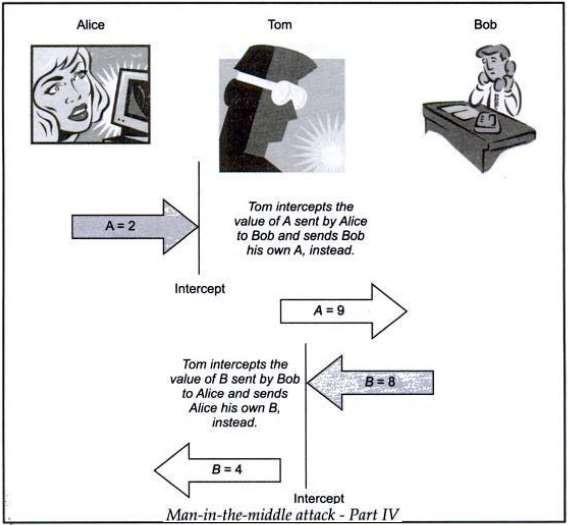 Alice
Tom
Bob
A = 2
Tom intercepts the
value of A sent by Alice
to Bob and sends Bob
his own A, instead.
Intercept
A = 9
Tom intercepts the
value of B sent by Bob
to Alice and sends
Alice his own B,
instead.
B = 8
B = 4
Intercept
Man-in-the-middle attack - Part IV